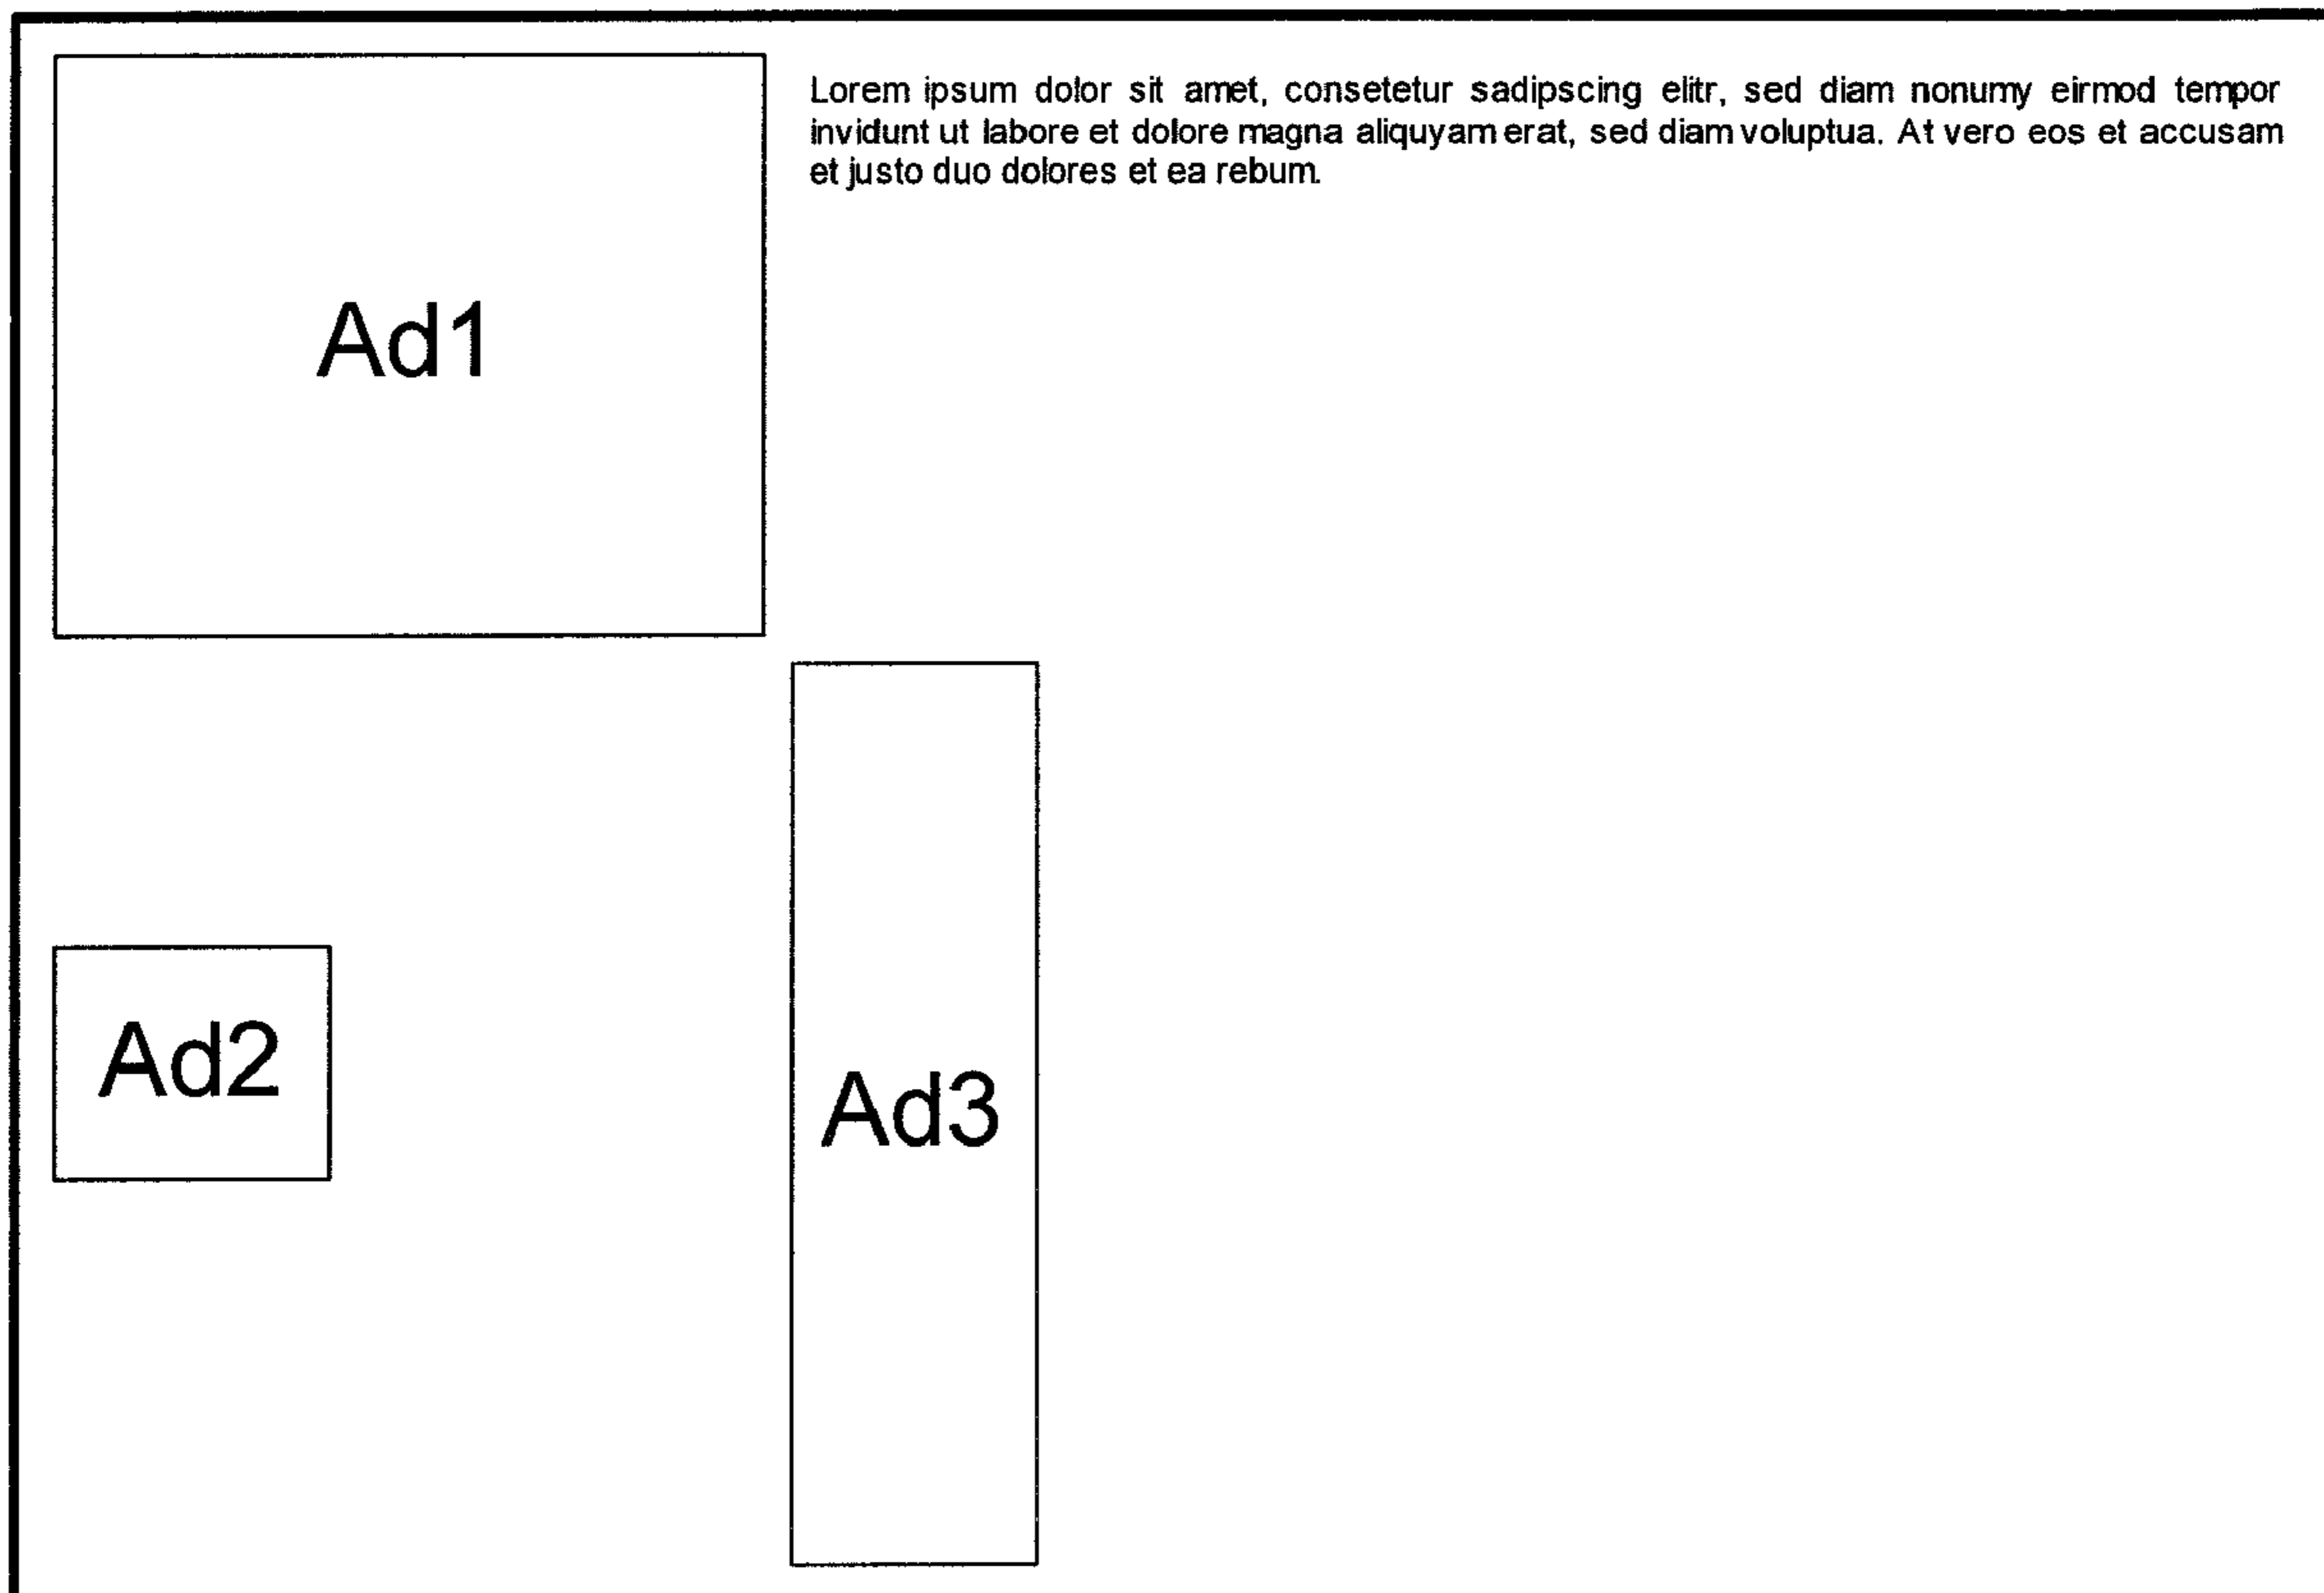 Lorem ipsum dolor sit amet, consetetur sadipscing elitr, sed diam nonumy eirmod tempor
invidunt ut labore et dolore magna aliquyam erat, sed diam voluptua. At vero eos et accusam
et justo duo dolores et ea rebum.
Ad1
Ad2
Ad3